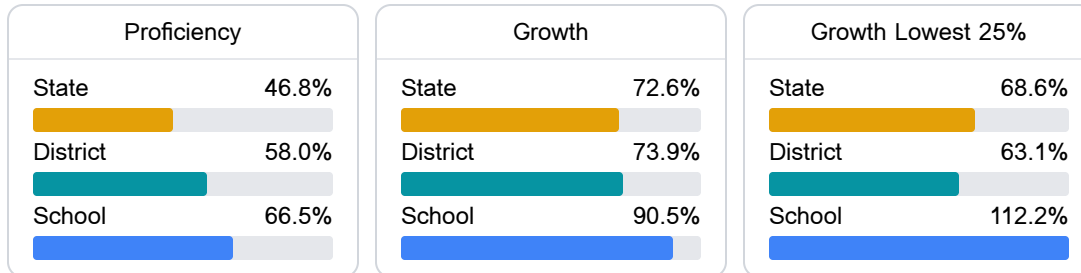 Proficiency
State 46.8%
District 58.0%
School 66.5%
Growth
State 72.6%
District 73.9%
School 90.5%
Growth Lowest 25%
State 68.6%
District 63.1%
School 112.2%